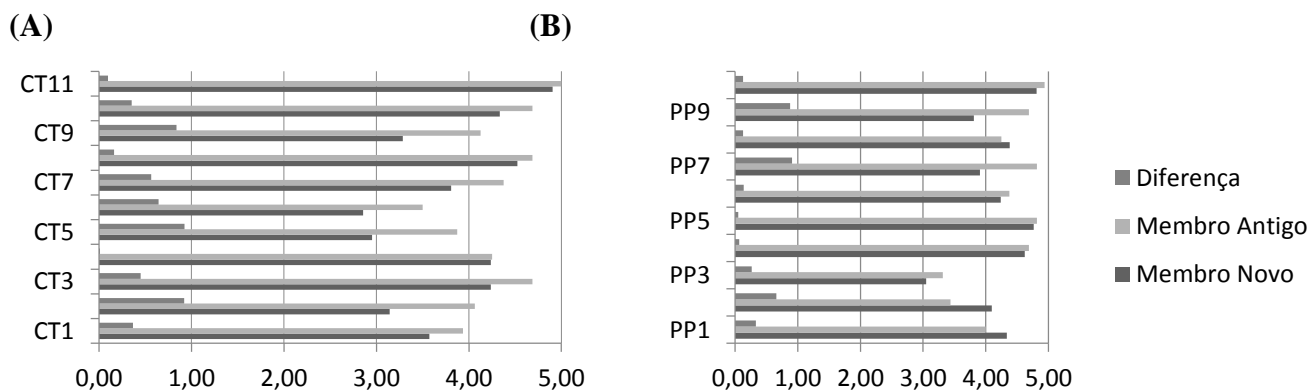 (A)
CT11
CT9
CT7
CT5
CT3
CT1
0,00 1,00 2,00 3,00 4,00 5,00
(B)
PP9
PP7
PP5
PP3
PP1
0,00 1,00 2,00 3,00 4,00 5,00
Diferença
Membro Antigo
Membro Novo